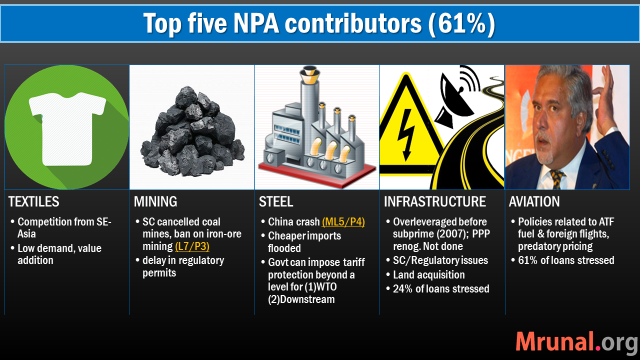 Top five NPA contributors (61%)
TEXTILES
• Competition from SE-
Asia
• Low demand, value
addition
MINING
• SC cancelled coal
mines, ban on iron-ore
mining (L7/P3)
• delay in regulatory
permits
STEEL
• China crash (ML5/P4)
• Cheaper imports
flooded
• Govt can impose tariff
protection beyond a
level for (1)WTO
(2)Downstream
INFRASTRUCTURE
• Overleveraged before
subprime (2007); PPP
renog. Not done
• SC/Regulatory issues
• Land acquisition
• 24% of loans stressed
AVIATION
• Policies related to ATF
fuel & foreign flights,
predatory pricing
• 61% of loans stressed
Mrunal.org